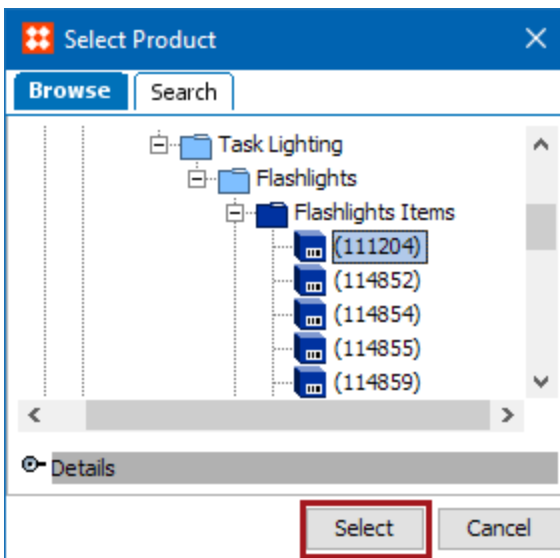 Select Product
Browse Search
Task Lighting
Flashlights
Flashlights Items
(111204)
(114852)
(114854)
(114855)
(114859)
Details
Select Cancel